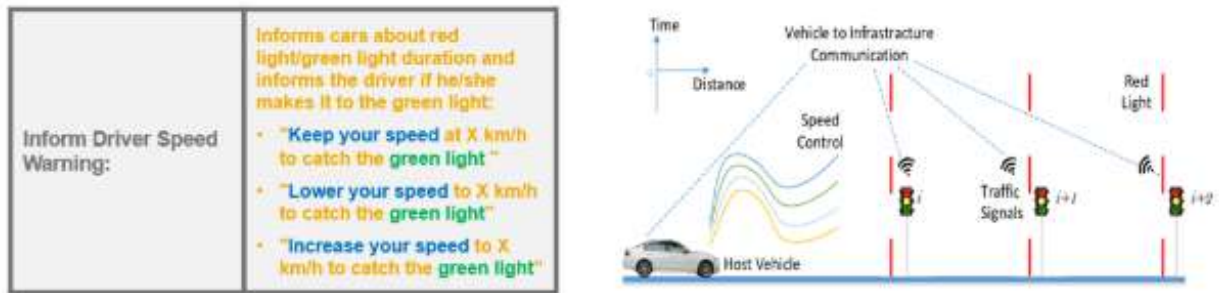 Inform Driver Speed
Warning:
Informs cars about red
light/green light duration and
informs the driver if he/she
makes it to the green light:
• "Keep your speed at X km/h
to catch the green light "
• "Lower your speed to X km/h
to catch the green light"
• "Increase your speed to X
km/h to catch the green light"
Time
Distance
Vehicle to Infrastracture
Communication
Red
Light
Speed
Control
Traffic
Signals
i
i+1
i+2
Host Vehicle